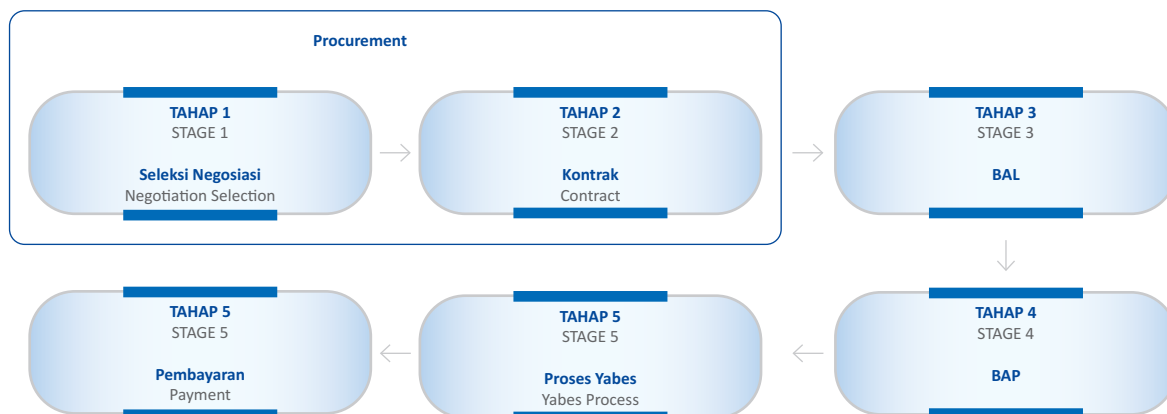 Procurement
TAHAP 1
STAGE 1
Seleksi Negosiasi
Negotiation Selection
TAHAP 2
STAGE 2
Kontrak
Contract
TAHAP 3
STAGE 3
BAL
TAHAP 4
STAGE 4
BAP
TAHAP 5
STAGE 5
Proses Yabes
Yabes Process
TAHAP 5
STAGE 5
Pembayaran
Payment